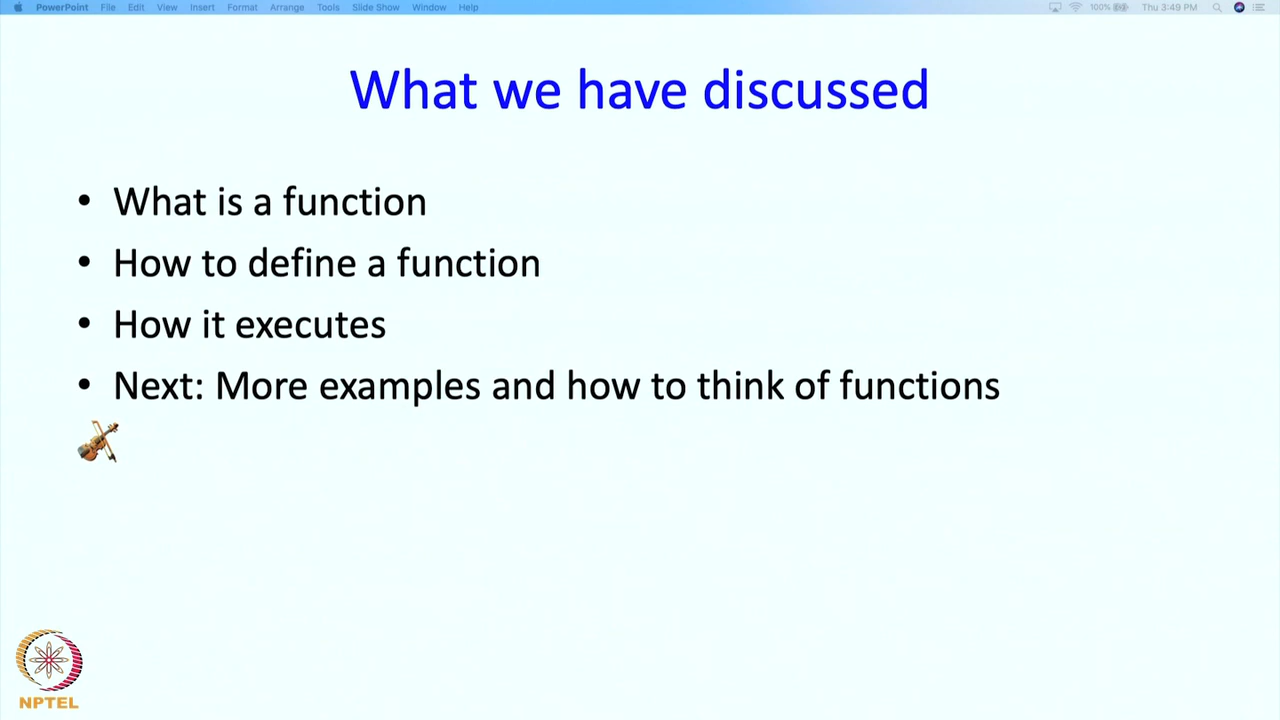 PowerPoint File Edit View Insert Format Arrange Tools Slide Show Window Help 100% Thu 3:49 PM
What we have discussed
• What is a function
• How to define a function
• How it executes
• Next: More examples and how to think of functions
NPTEL